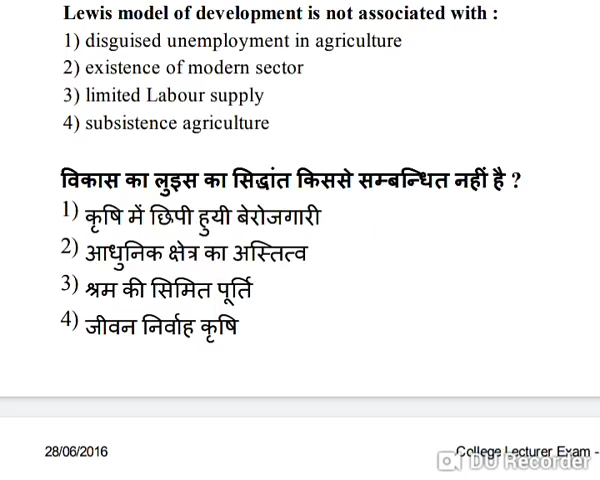 Lewis model of development is not associated with :
1) disguised unemployment in agriculture
2) existence of modern sector
3) limited Labour supply
4) subsistence agriculture
विकास का लुइस का सिद्धांत किससे सम्बन्धित नहीं है ?
1) कृषि में छिपी हुयी बेरोजगारी
2) आधुनिक क्षेत्र का अस्तित्व
3) श्रम की सिमित पूर्ति
4) जीवन निर्वाह कृषि
28/06/2016
College Lecturer Exam -
DU Recorder